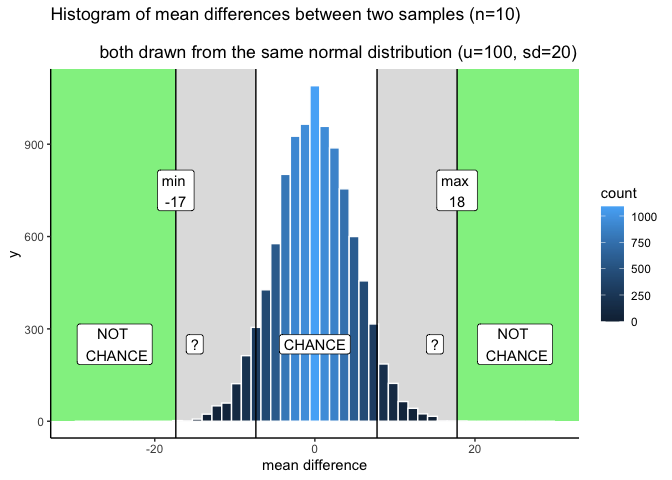 Histogram of mean differences between two samples (n=10)
both drawn from the same normal distribution (u=100, sd=20)
y
900
600
300
0
min
-17
max
18
NOT
CHANCE
?
CHANCE
?
NOT
CHANCE
-20
0
20
mean difference
count
1000
750
500
250
0